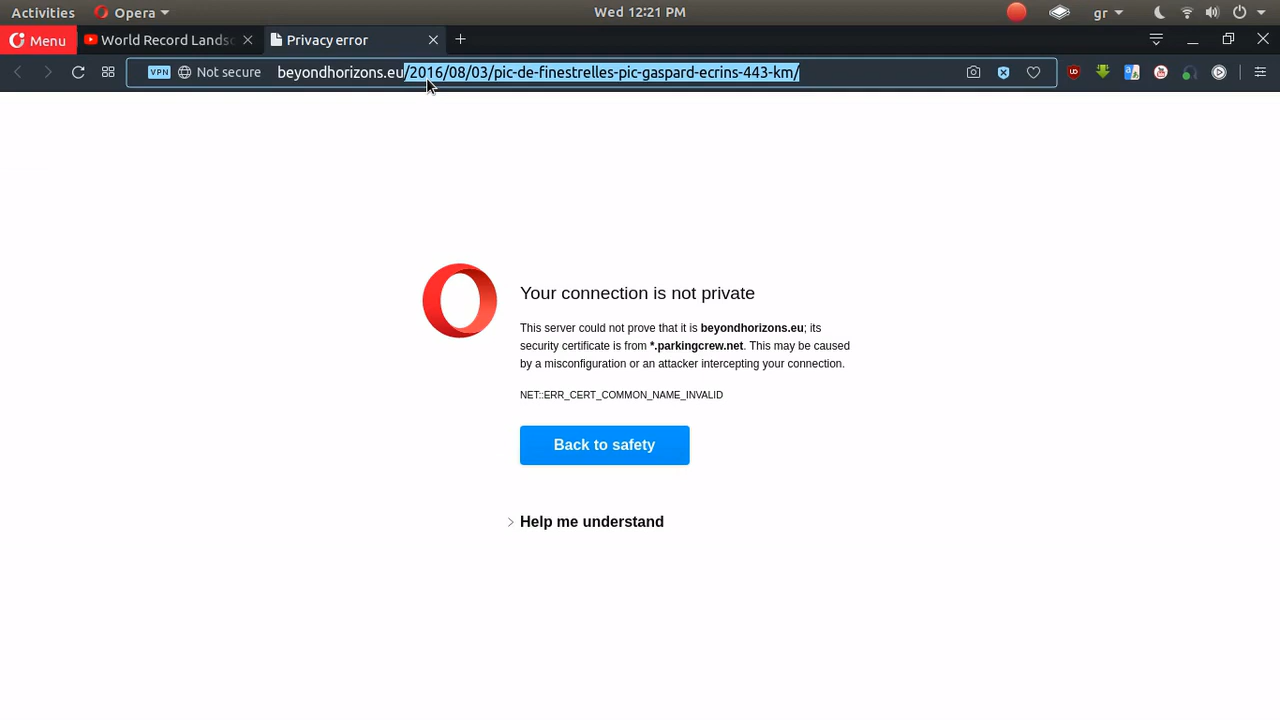 Activities Opera Wed 12:21 PM gr
Menu World Record Landsc Privacy error
VPN Not secure beyondhorizons.eu/2016/08/03/pic-de-finestrelles-pic-gaspard-ecrins-443-km/
Your connection is not private
This server could not prove that it is beyondhorizons.eu; its
security certificate is from *.parkingcrew.net. This may be caused
by a misconfiguration or an attacker intercepting your connection.
NET::ERR_CERT_COMMON_NAME_INVALID
Back to safety
Help me understand